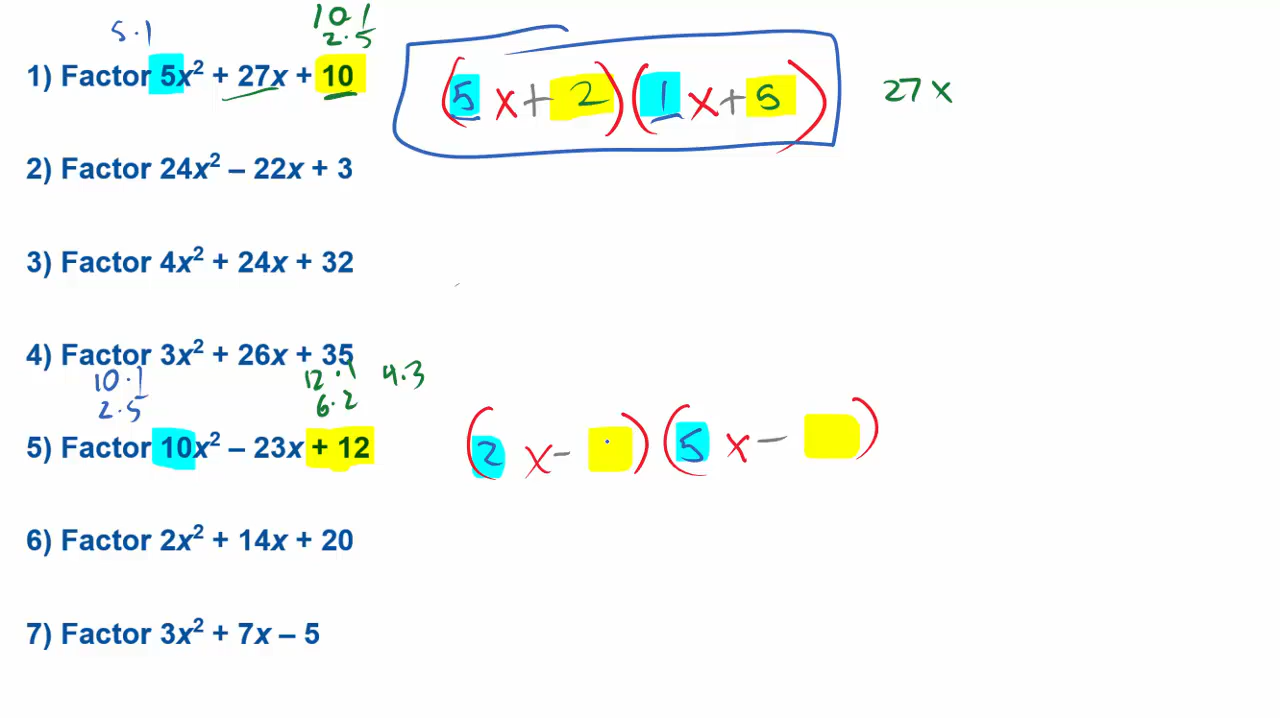 5·1
10 1
2·5
1) Factor 5x² + 27x + 10
(5x+2)(1x+5)
27x
2) Factor 24x² – 22x + 3
3) Factor 4x² + 24x + 32
4) Factor 3x² + 26x + 35
10·1
12·1
4·3
2·5
6·2
5) Factor 10x² – 23x + 12
(2x- )(5x- )
6) Factor 2x² + 14x + 20
7) Factor 3x² + 7x – 5